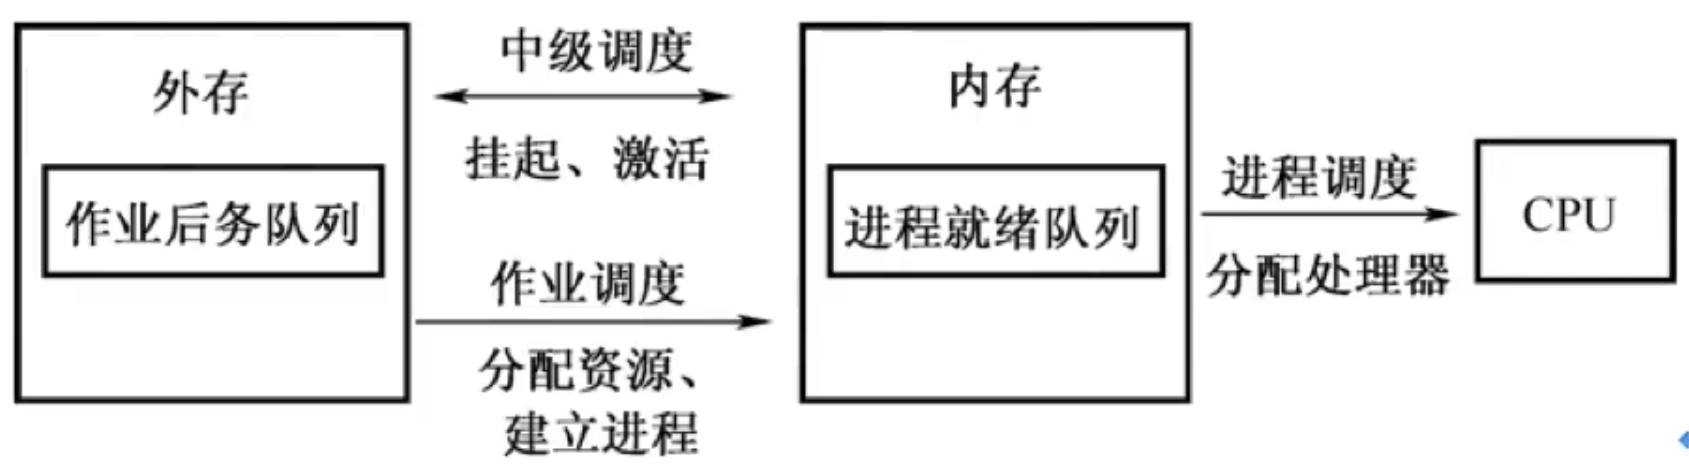 外存
作业后务队列
中级调度
挂起、激活
作业调度
分配资源、
建立进程
内存
进程就绪队列
进程调度
分配处理器
CPU